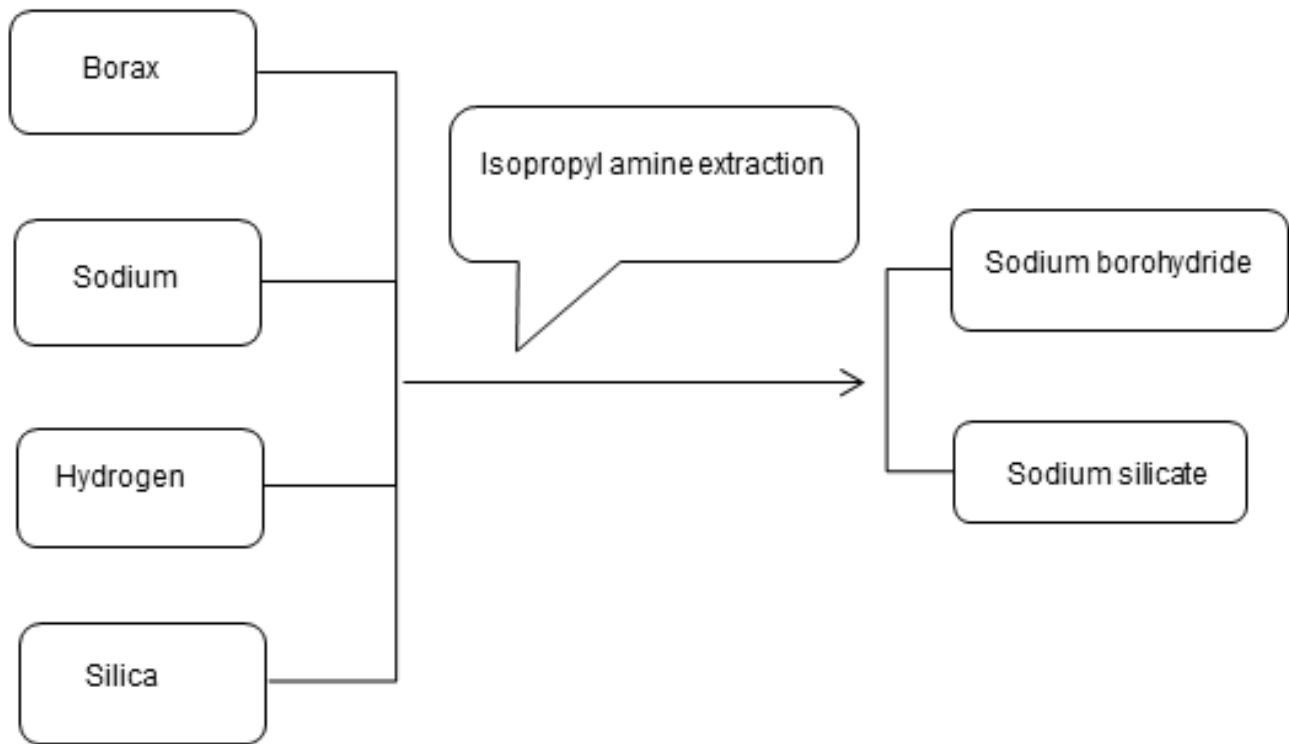 Borax
Isopropyl amine extraction
Sodium
Sodium borohydride
Hydrogen
Sodium silicate
Silica